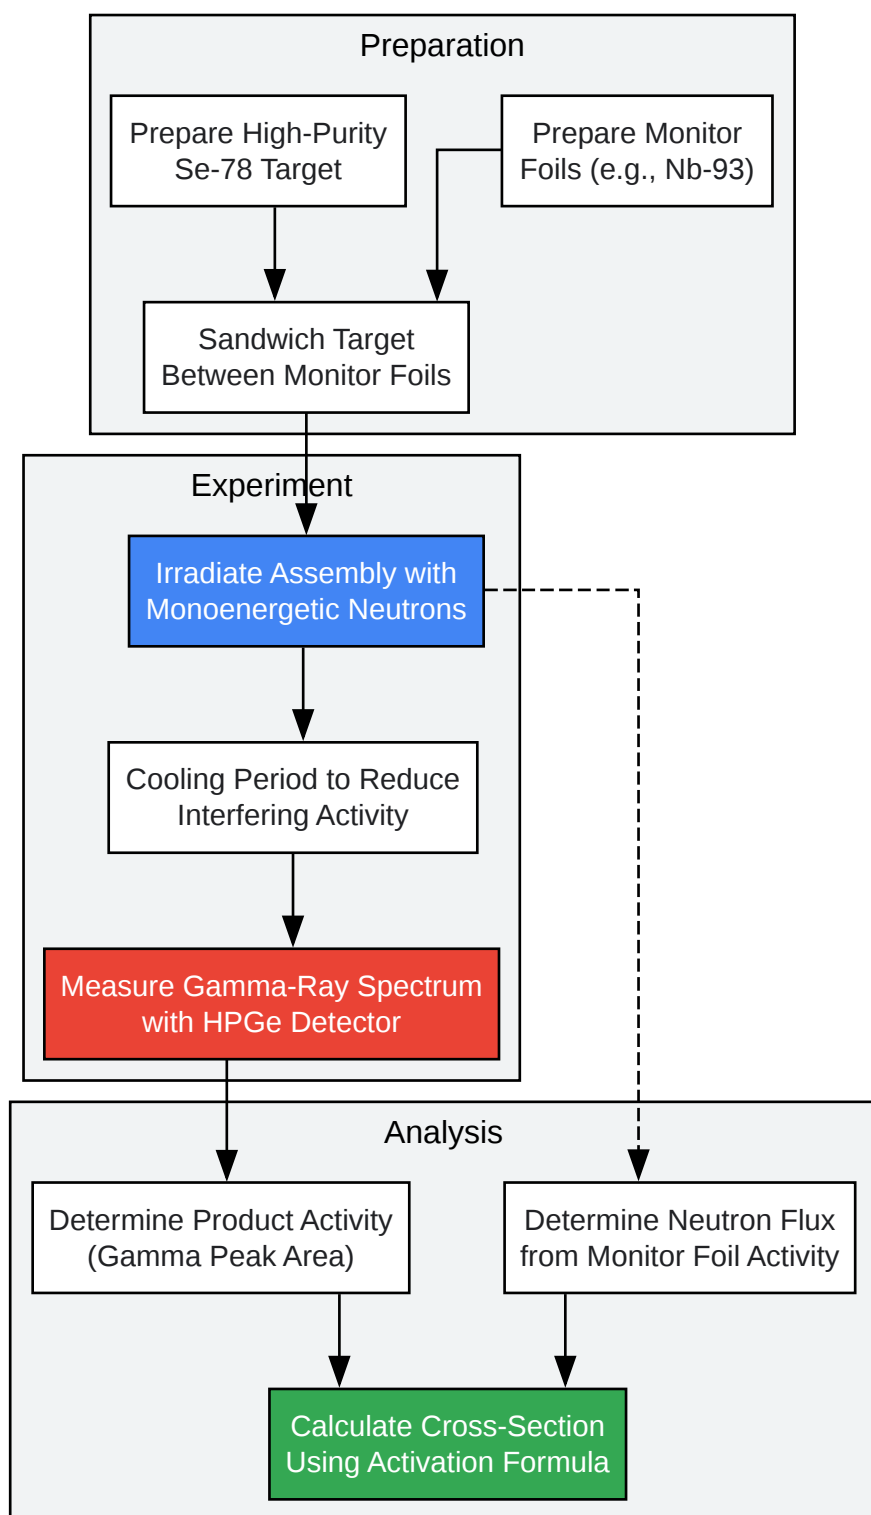 Preparation
Prepare High-Purity
Se-78 Target
Prepare Monitor
Foils (e.g., Nb-93)
Sandwich Target
Between Monitor Foils
Experiment
Irradiate Assembly with
Monoenergetic Neutrons
Cooling Period to Reduce
Interfering Activity
Measure Gamma-Ray Spectrum
with HPGe Detector
Analysis
Determine Product Activity
(Gamma Peak Area)
Determine Neutron Flux
from Monitor Foil Activity
Calculate Cross-Section
Using Activation Formula